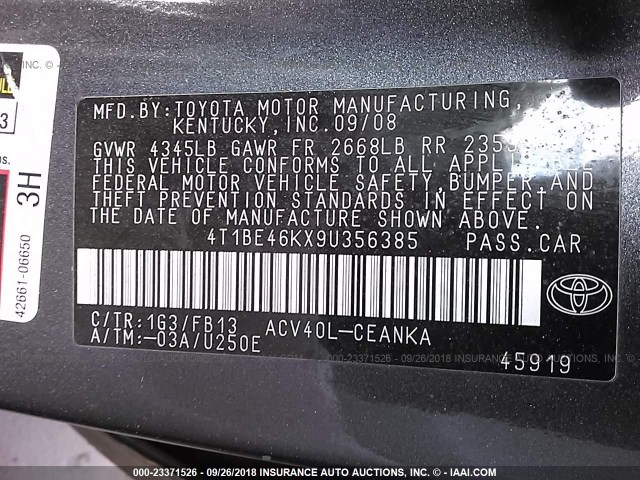 MFD.BY: TOYOTA MOTOR MANUFACTURING,
KENTUCKY, INC. 09/08
GVWR 4345LB GAWR FR 2668LB RR
THIS VEHICLE CONFORMS TO ALL
FEDERAL MOTOR VEHICLE SAFETY, BUMPER, AND
THEFT PREVENTION STANDARDS IN EFFECT ON
THE DATE OF MANUFACTURE SHOWN ABOVE.
4T1BE46KX9U356385 PASS.CAR
C/TR: 1G3/FB13 ACV40L-CEANKA
A/TM:-03A/U250E
45919
3H
42661-06650
000-23371526 - 09/26/2018 INSURANCE AUTO AUCTIONS, INC. - IAAI.COM